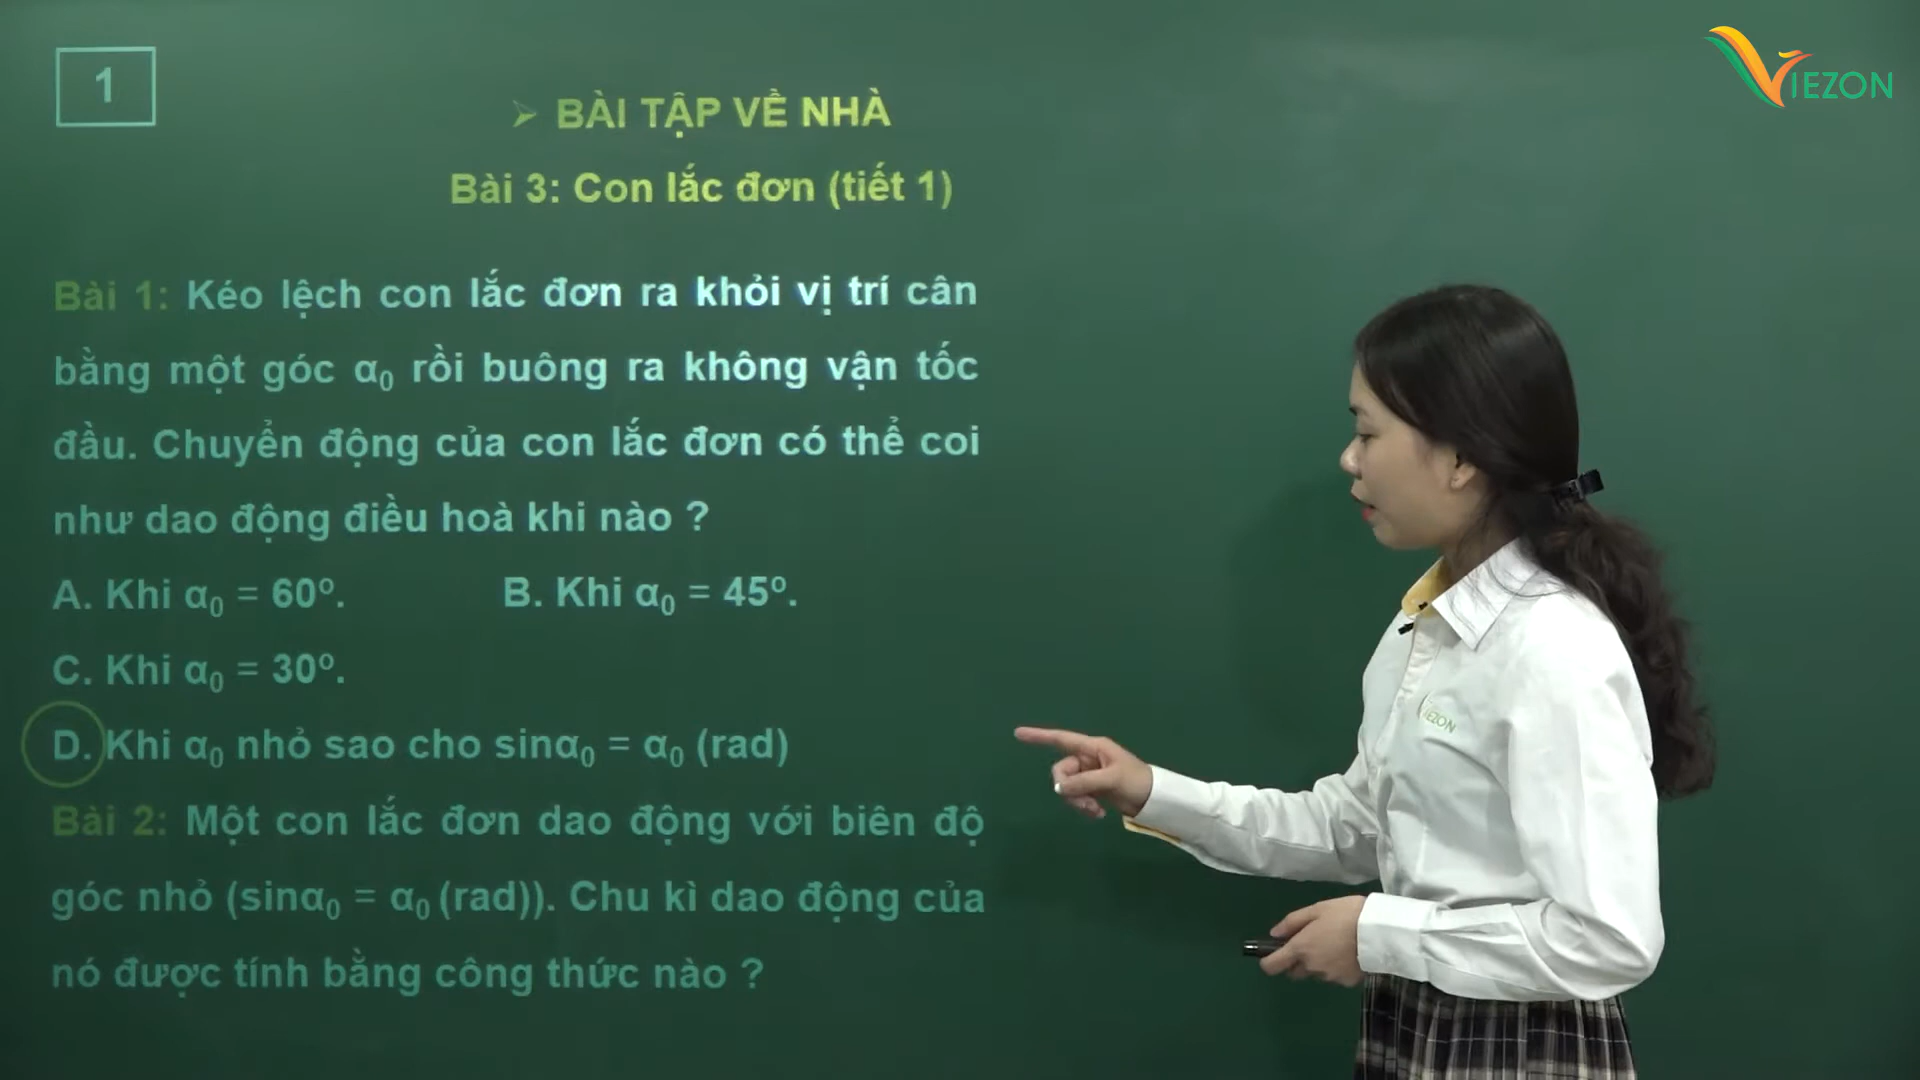 1
VIEZON
➢ BÀI TẬP VỀ NHÀ
Bài 3: Con lắc đơn (tiết 1)
Bài 1: Kéo lệch con lắc đơn ra khỏi vị trí cân
bằng một góc α₀ rồi buông ra không vận tốc
đầu. Chuyển động của con lắc đơn có thể coi
như dao động điều hoà khi nào ?
A. Khi α₀ = 60º. B. Khi α₀ = 45º.
C. Khi α₀ = 30º.
D. Khi α₀ nhỏ sao cho sinα₀ = α₀ (rad)
Bài 2: Một con lắc đơn dao động với biên độ
góc nhỏ (sinα₀ = α₀ (rad)). Chu kì dao động của
nó được tính bằng công thức nào ?
VIEZON